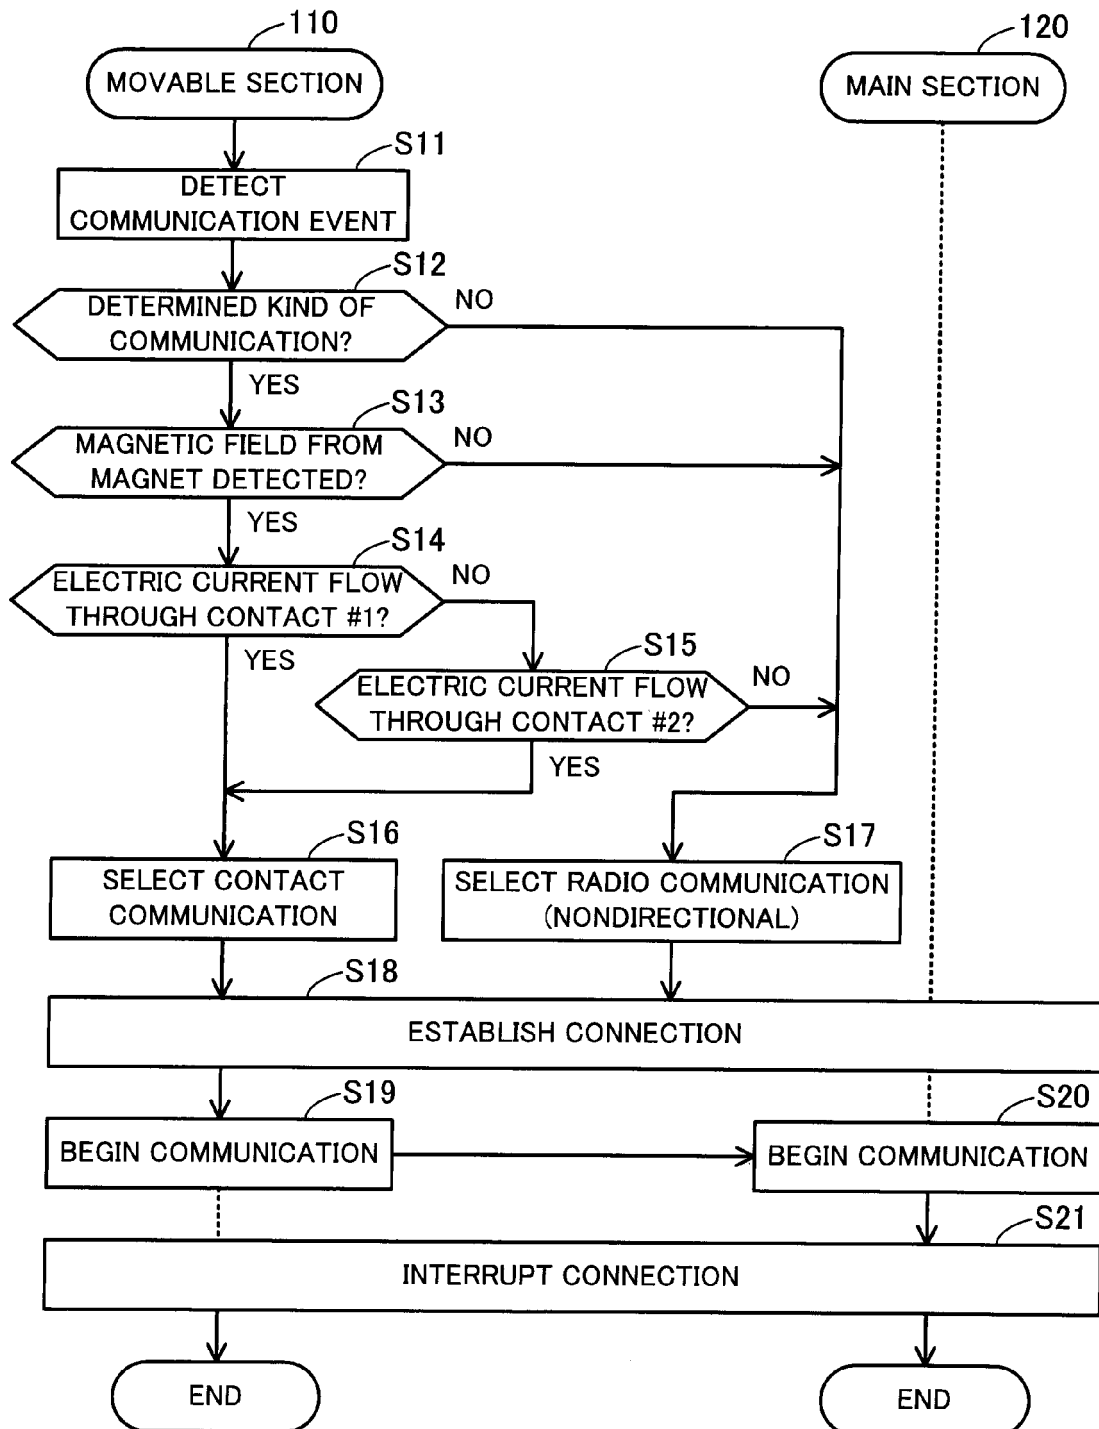 110
120
MOVABLE SECTION
MAIN SECTION
S11
DETECT
COMMUNICATION EVENT
S12
DETERMINED KIND OF
COMMUNICATION?
NO
YES
S13
MAGNETIC FIELD FROM
MAGNET DETECTED?
NO
YES
S14
ELECTRIC CURRENT FLOW
THROUGH CONTACT #1?
NO
YES
S15
ELECTRIC CURRENT FLOW
THROUGH CONTACT #2?
NO
YES
S16
SELECT CONTACT
COMMUNICATION
S17
SELECT RADIO COMMUNICATION
(NONDIRECTIONAL)
S18
ESTABLISH CONNECTION
S19
BEGIN COMMUNICATION
S20
BEGIN COMMUNICATION
S21
INTERRUPT CONNECTION
END
END